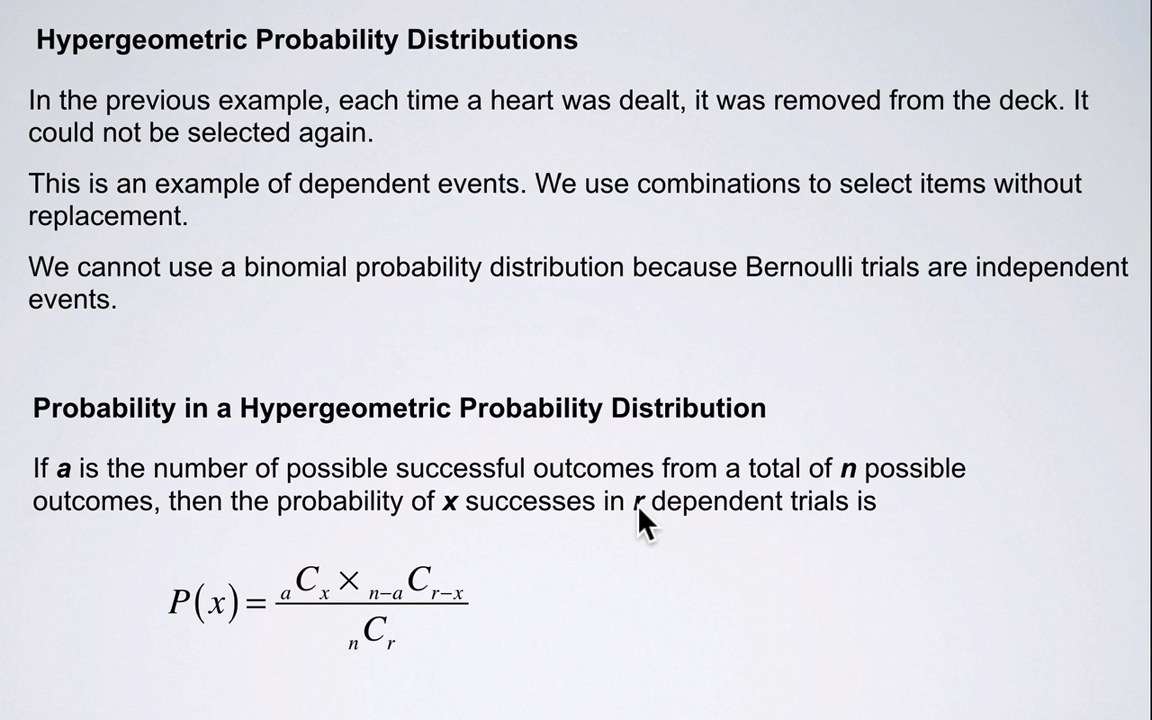 Hypergeometric Probability Distributions
In the previous example, each time a heart was dealt, it was removed from the deck. It
could not be selected again.
This is an example of dependent events. We use combinations to select items without
replacement.
We cannot use a binomial probability distribution because Bernoulli trials are independent
events.
Probability in a Hypergeometric Probability Distribution
If a is the number of possible successful outcomes from a total of n possible
outcomes, then the probability of x successes in r dependent trials is
P(x) = (ₐCₓ × ₙ₋ₐCᵣ₋ₓ) / ₙCᵣ